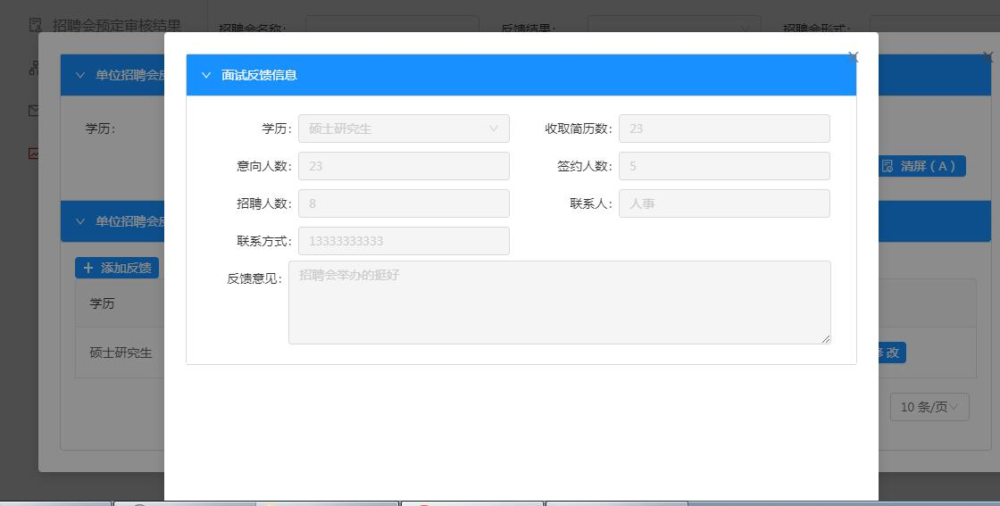 招聘会预定审核结果
招聘会名称：
反馈结果：
招聘会形式：
单位招聘会反
面试反馈信息
学历：
学历：
硕士研究生
收取简历数：
23
意向人数：
23
签约人数：
5
清屏（A）
招聘人数：
8
联系人：
人事
单位招聘会反
联系方式：
13333333333
添加反馈
反馈意见：
招聘会举办的挺好
学历
硕士研究生
修 改
10 条/页